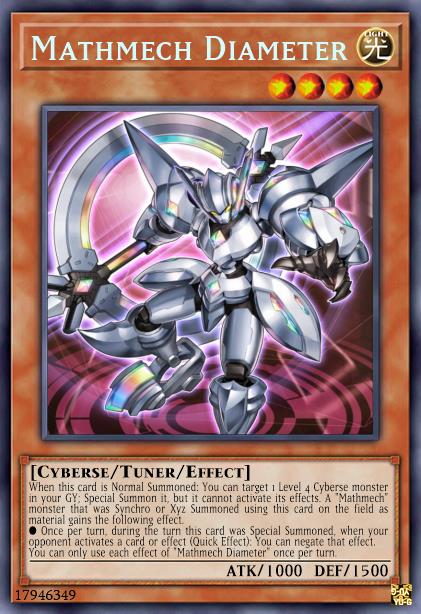 MATHMECH DIAMETER
LIGHT
光
[CYBERSE/TUNER/EFFECT]
When this card is Normal Summoned: You can target 1 Level 4 Cyberse monster
in your GY; Special Summon it, but it cannot activate its effects. A "Mathmech"
monster that was Synchro or Xyz Summoned using this card on the field as
material gains the following effect.
● Once per turn, during the turn this card was Special Summoned, when your
opponent activates a card or effect (Quick Effect): You can negate that effect.
You can only use each effect of "Mathmech Diameter" once per turn.
ATK/1000 DEF/1500
17946349